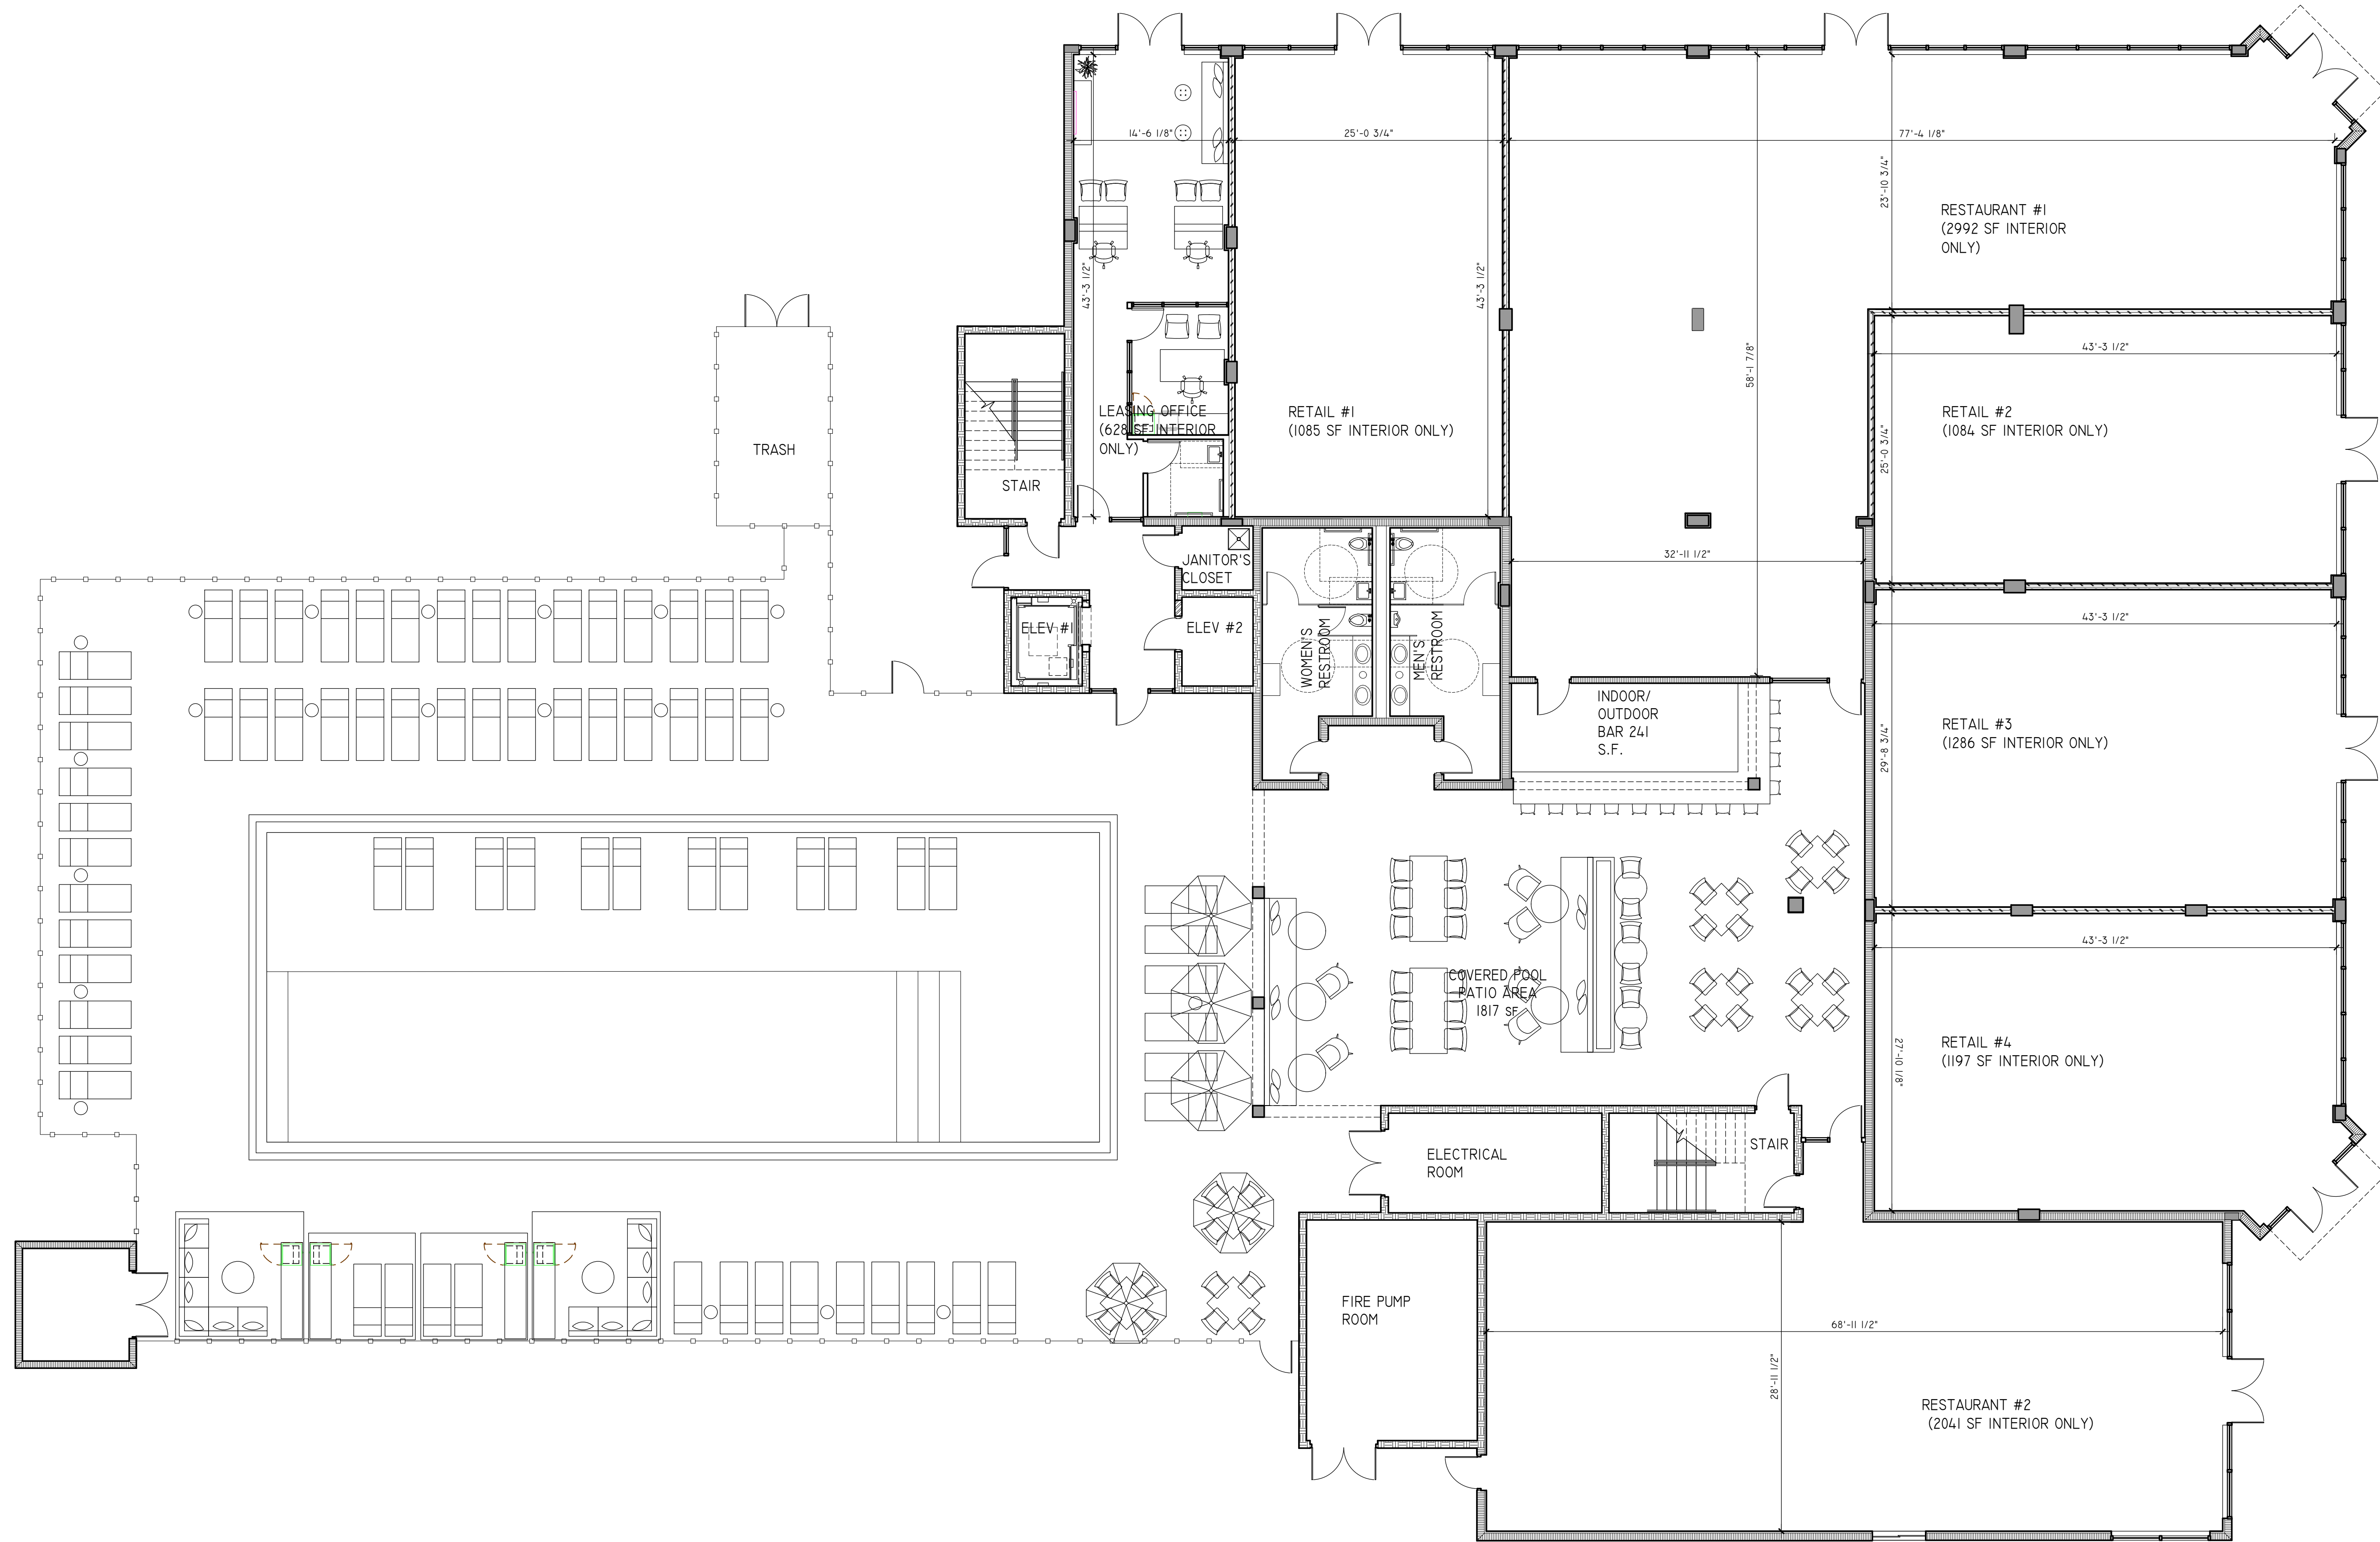 14'-6 1/8"
25'-0 3/4"
77'-4 1/8"
23'-10 3/4"
RESTAURANT #1
(2992 SF INTERIOR
ONLY)
43'-3 1/2"
43'-3 1/2"
58'-1 7/8"
43'-3 1/2"
LEASING OFFICE
(628 SF INTERIOR
ONLY)
RETAIL #1
(1085 SF INTERIOR ONLY)
RETAIL #2
(1084 SF INTERIOR ONLY)
25'-0 3/4"
TRASH
STAIR
JANITOR'S
CLOSET
32'-11 1/2"
ELEV #1
ELEV #2
WOMEN'S
RESTROOM
MEN'S
RESTROOM
43'-3 1/2"
INDOOR/
OUTDOOR
BAR 241
S.F.
RETAIL #3
(1286 SF INTERIOR ONLY)
29'-8 3/4"
43'-3 1/2"
COVERED POOL
PATIO AREA
1817 SF
RETAIL #4
(1197 SF INTERIOR ONLY)
27'-10 1/8"
ELECTRICAL
ROOM
STAIR
FIRE PUMP
ROOM
68'-11 1/2"
28'-11 1/2"
RESTAURANT #2
(2041 SF INTERIOR ONLY)